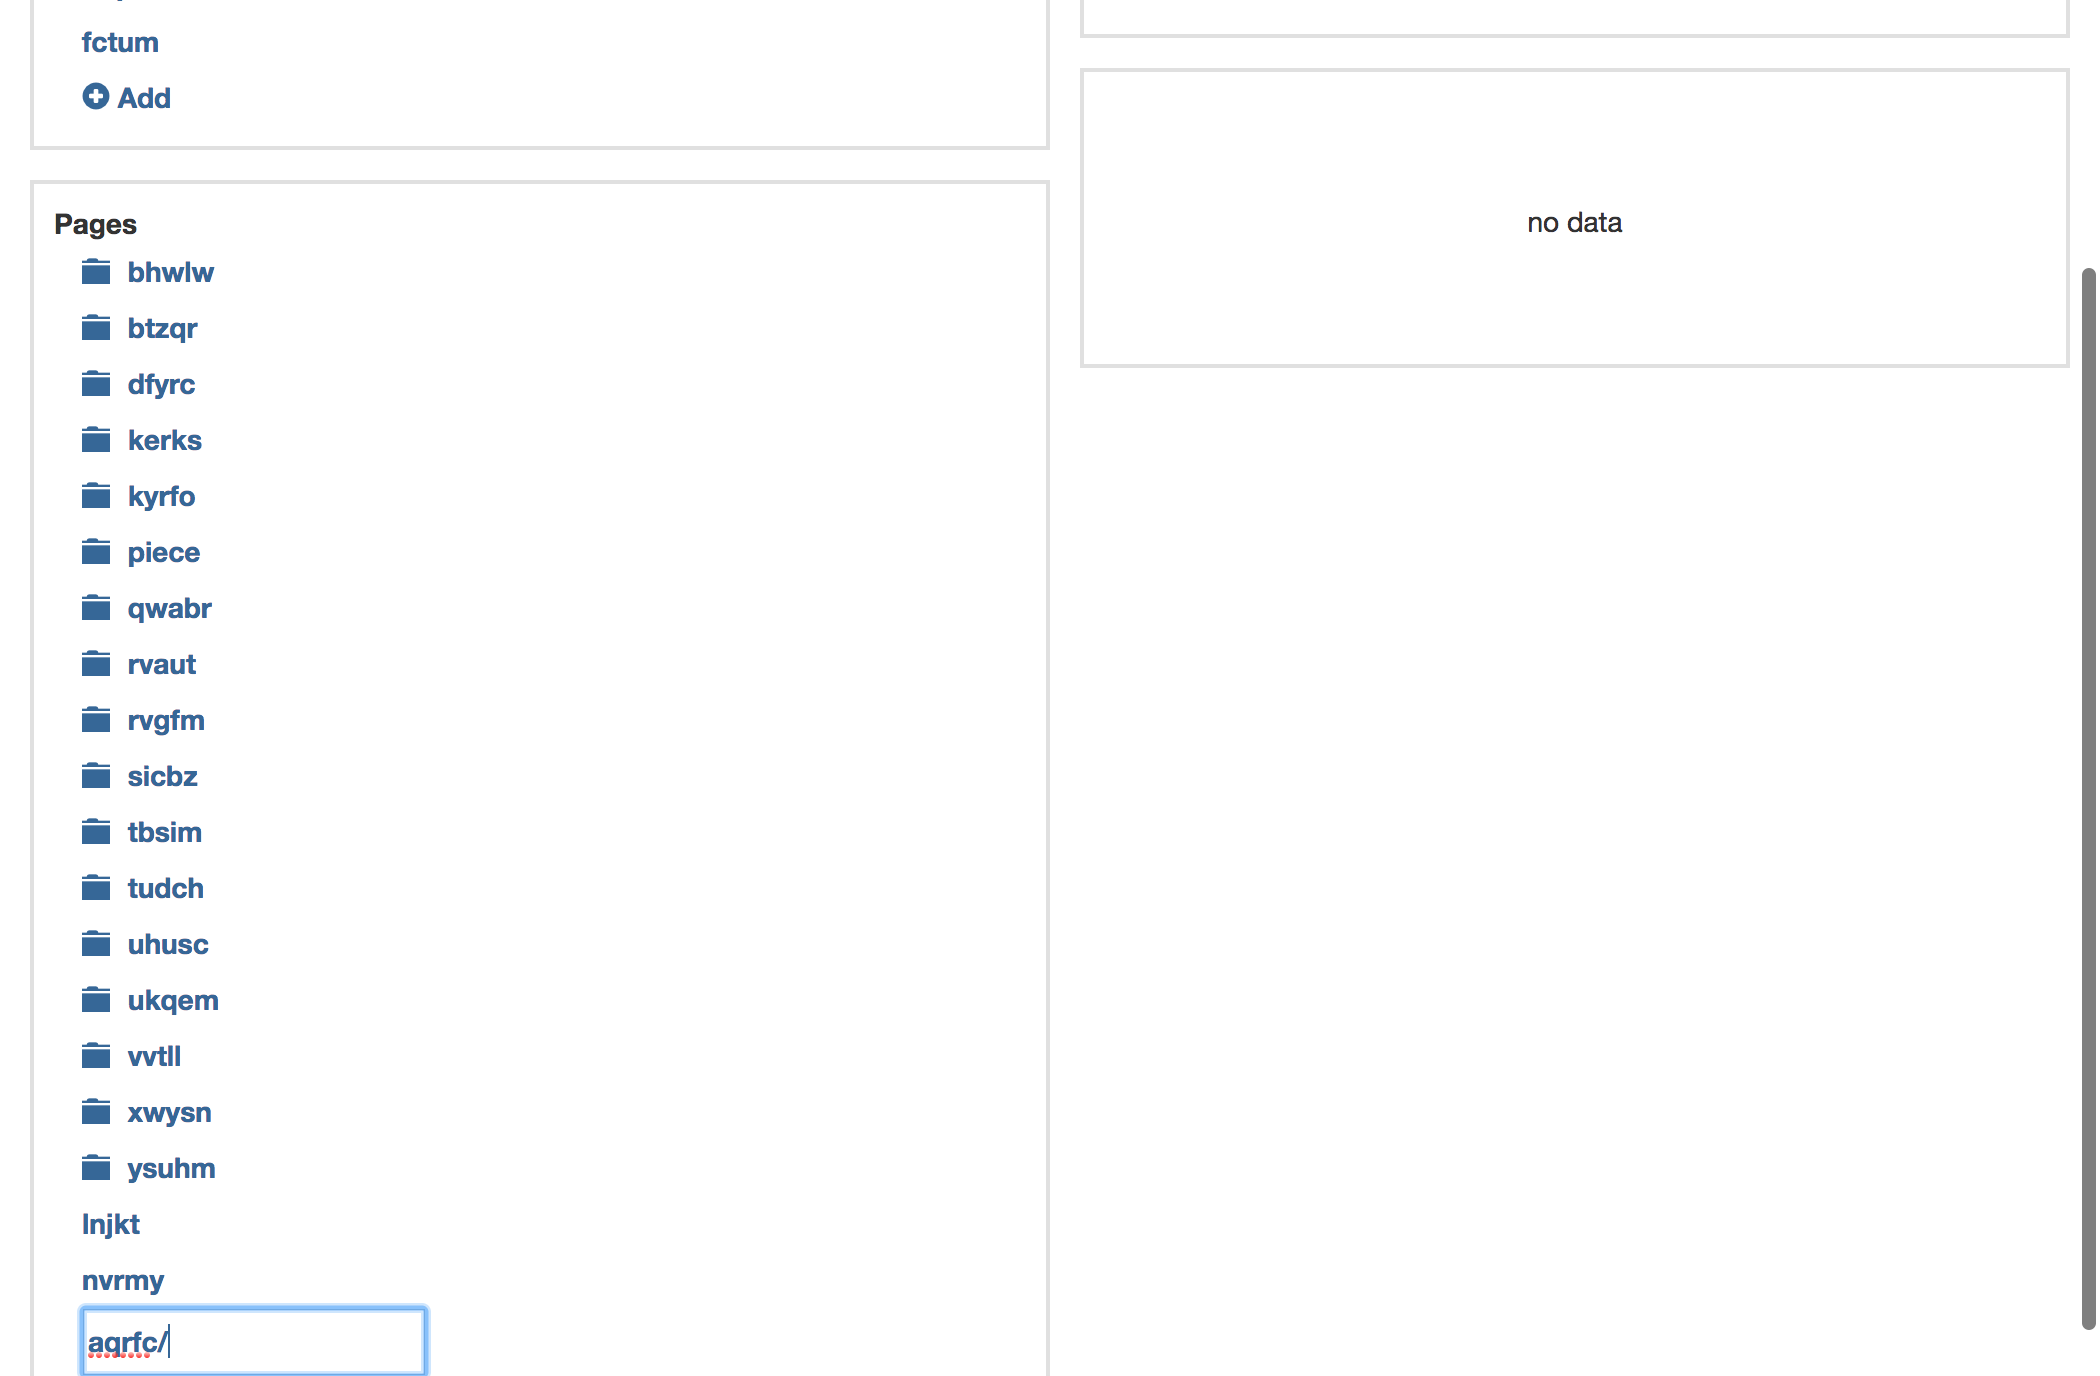 fctum
Add
Pages
bhwlw
btzqr
dfyrc
kerks
kyrfo
piece
qwabr
rvaut
rvgfm
sicbz
tbsim
tudch
uhusc
ukqem
vvtll
xwysn
ysuhm
lnjkt
nvrmy
aqrfc/
no data